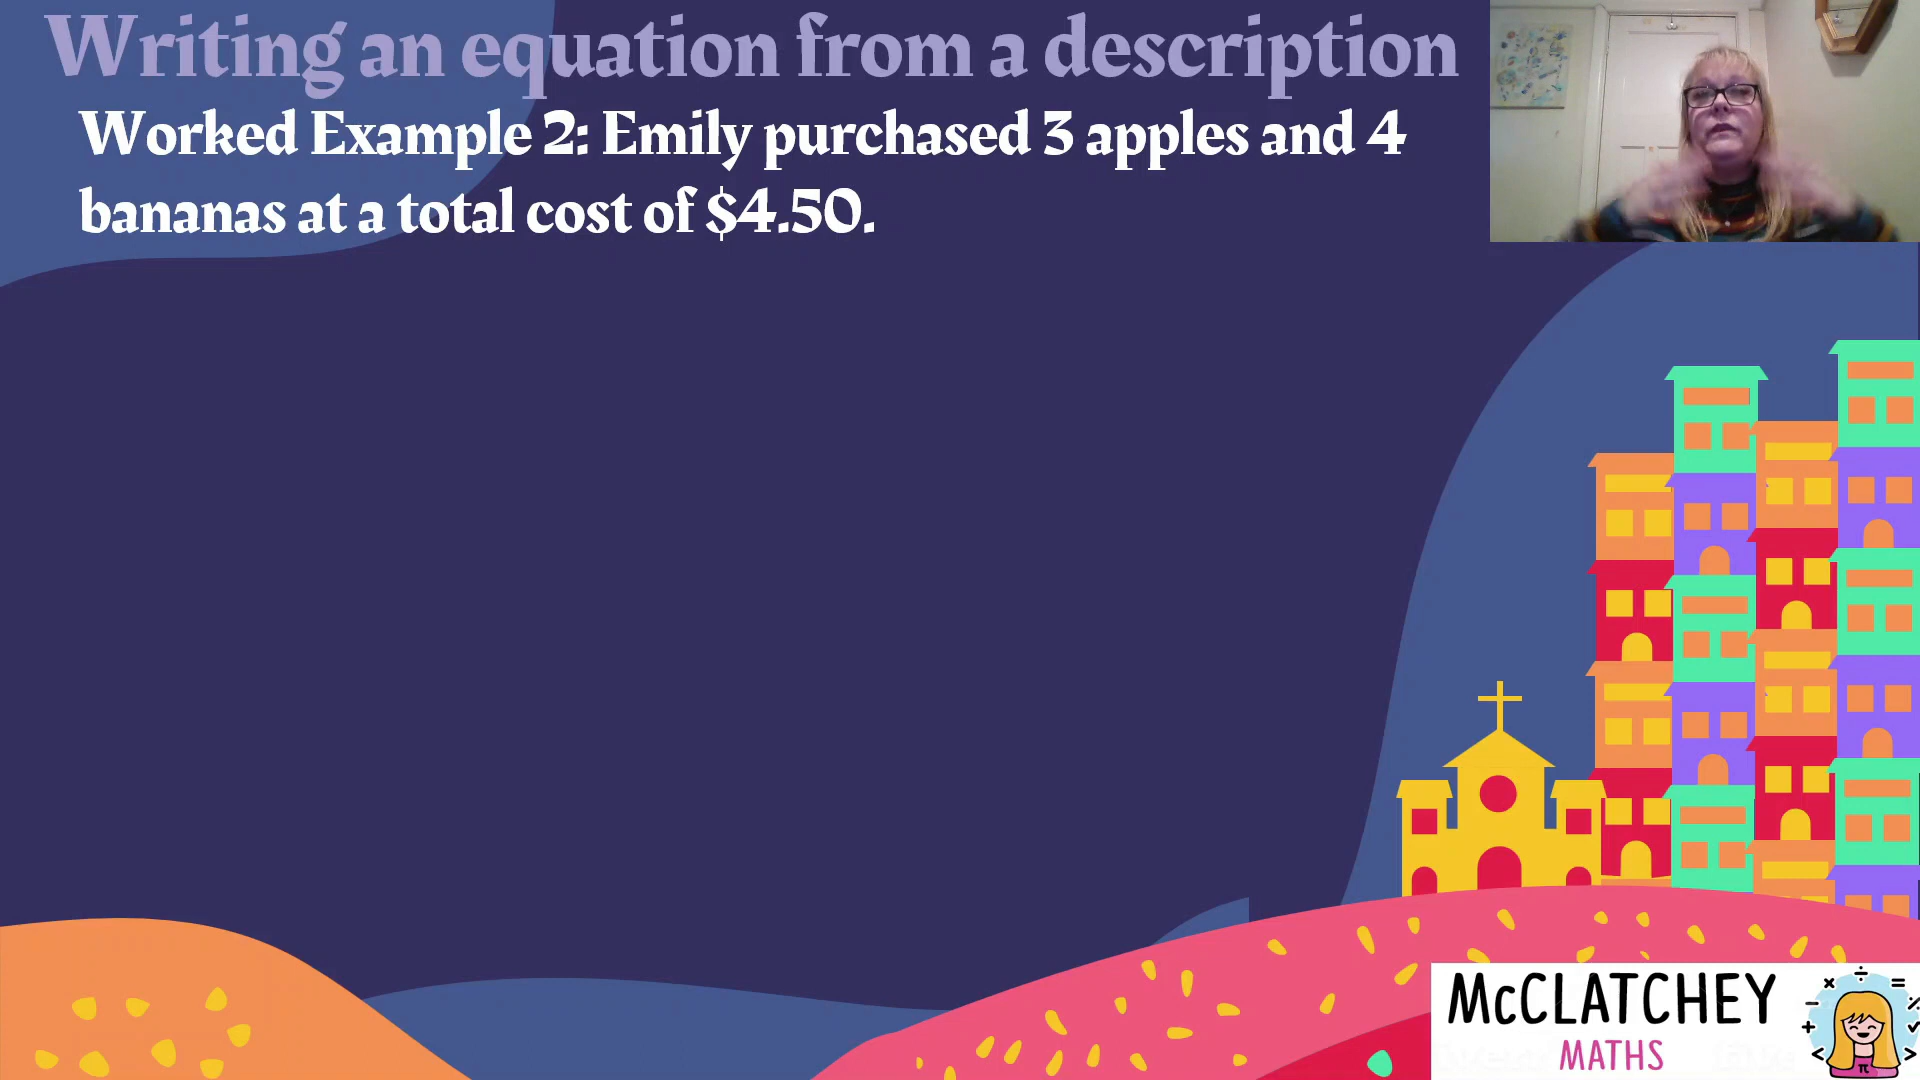 Writing an equation from a description
Worked Example 2: Emily purchased 3 apples and 4
bananas at a total cost of $4.50.
McCLATCHEY
MATHS